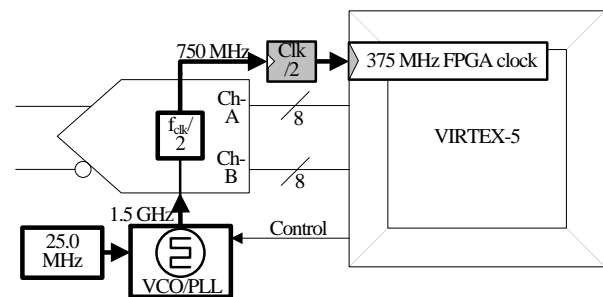 750 MHz
Clk
/2
375 MHz FPGA clock
Ch-
A
8
f_clk/
2
VIRTEX-5
Ch-
B
8
1.5 GHz
25.0
MHz
Control
VCO/PLL